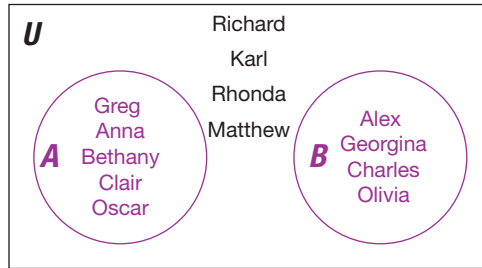 U
Richard
Karl
Rhonda
Matthew
A
Greg
Anna
Bethany
Clair
Oscar
B
Alex
Georgina
Charles
Olivia